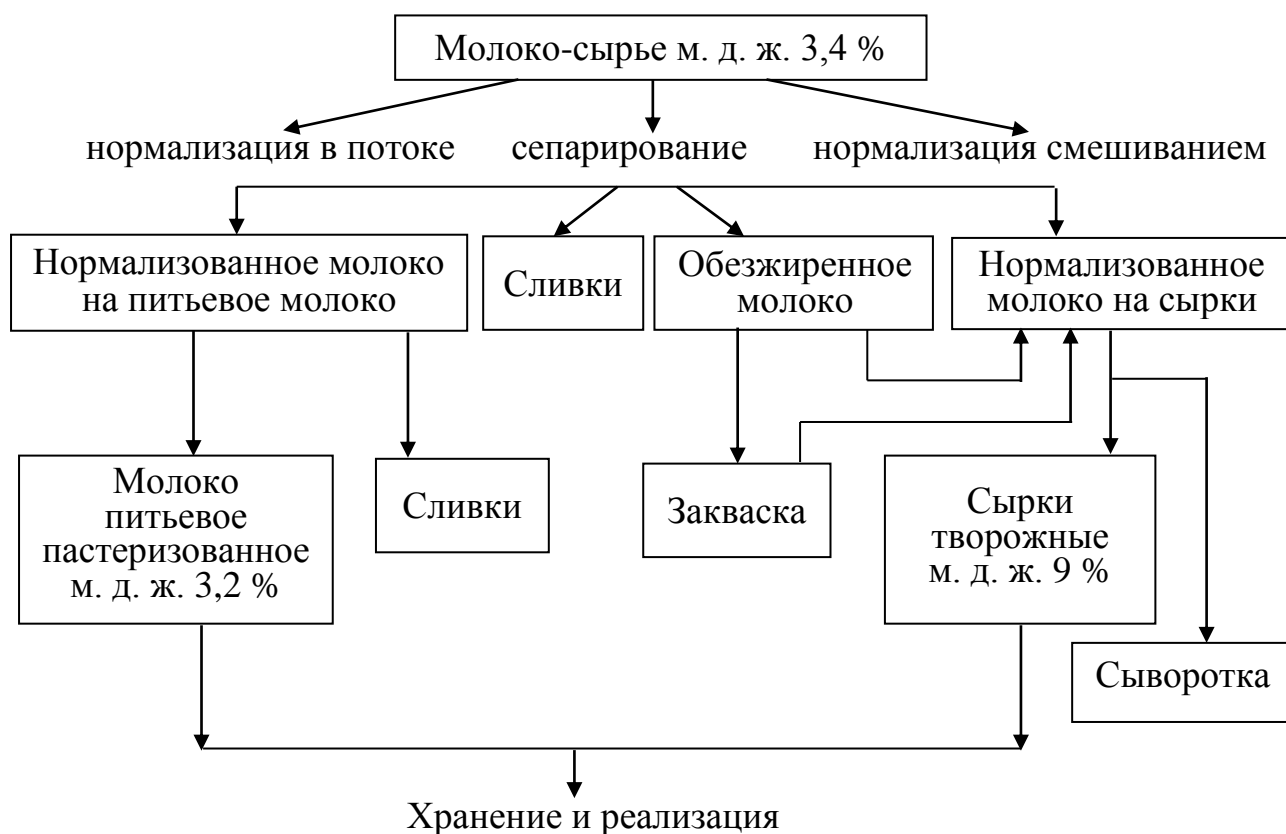 Молоко-сырье м. д. ж. 3,4 %
нормализация в потоке
сепарирование
нормализация смешиванием
Нормализованное молоко
на питьевое молоко
Сливки
Обезжиренное
молоко
Нормализованное
молоко на сырки
Молоко
питьевое
пастеризованное
м. д. ж. 3,2 %
Сливки
Закваска
Сырки
творожные
м. д. ж. 9 %
Сыворотка
Хранение и реализация